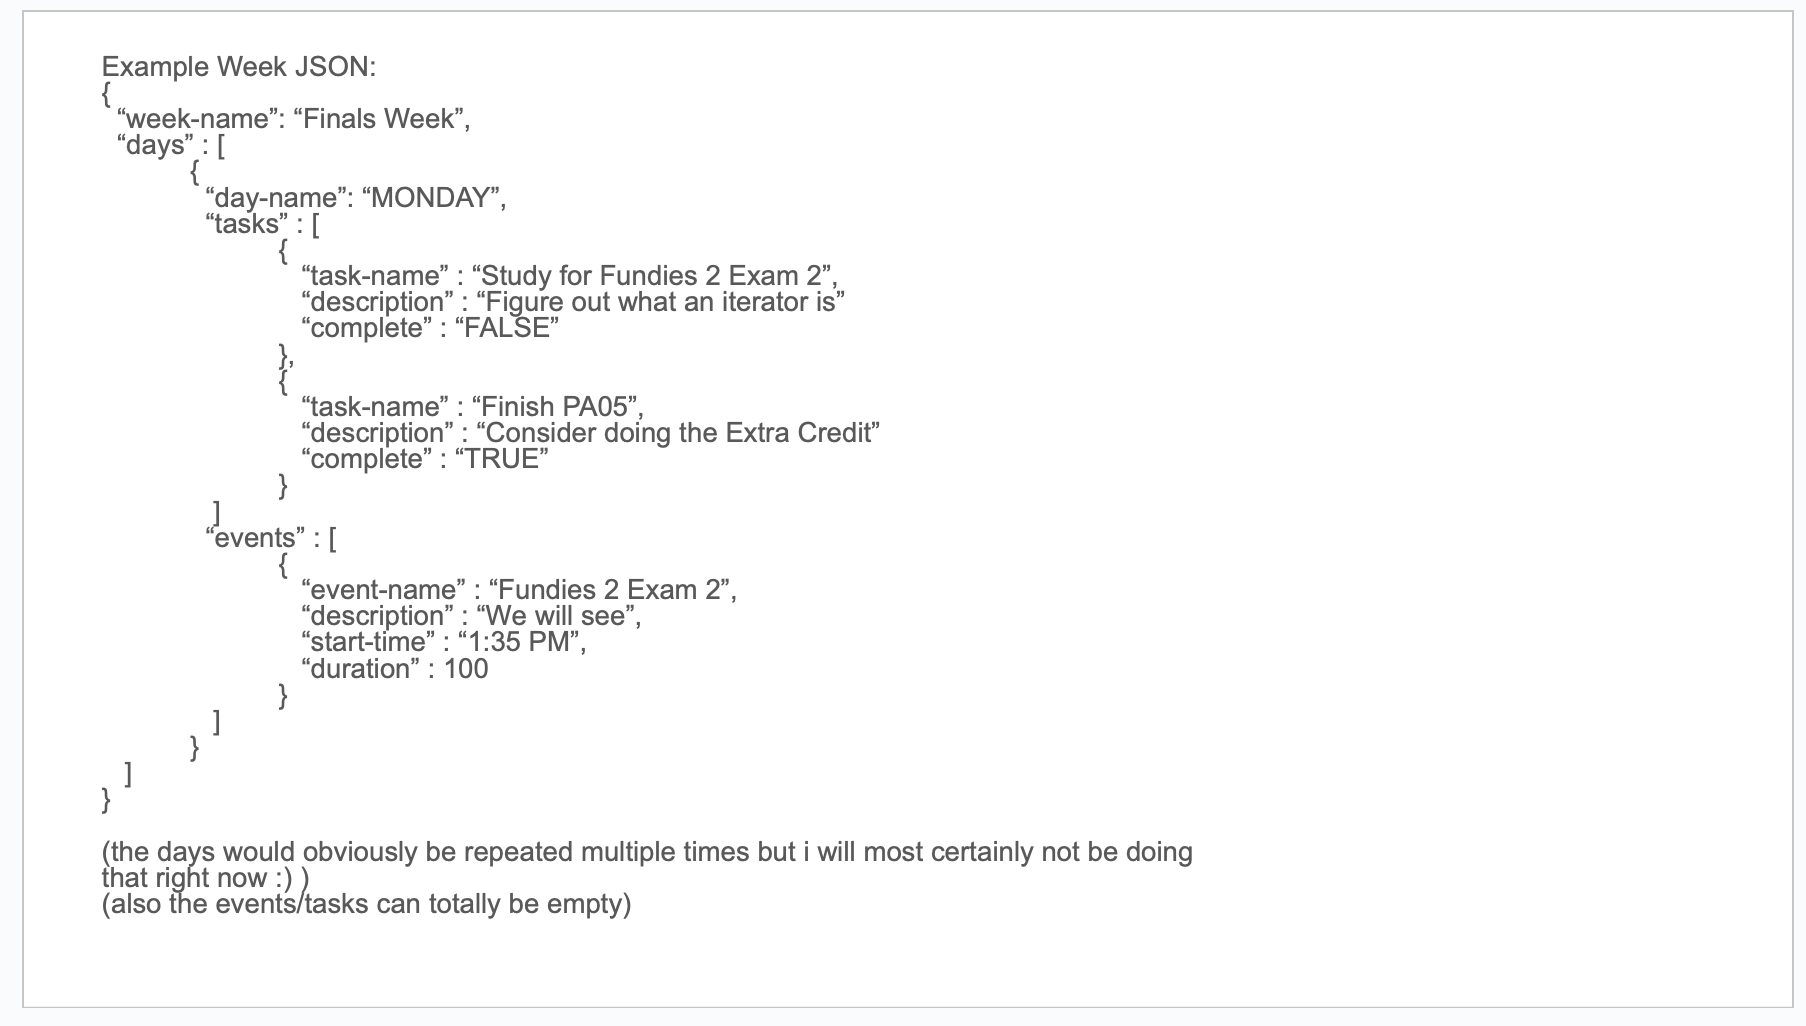 Example Week JSON:
{
“week-name”: “Finals Week”,
“days” : [
{
“day-name”: “MONDAY”,
“tasks” : [
{
“task-name” : “Study for Fundies 2 Exam 2”,
“description” : “Figure out what an iterator is”
“complete” : “FALSE”
},
{
“task-name” : “Finish PA05”,
“description” : “Consider doing the Extra Credit”
“complete” : “TRUE”
}
]
“events” : [
{
“event-name” : “Fundies 2 Exam 2”,
“description” : “We will see”,
“start-time” : “1:35 PM”,
“duration” : 100
}
]
}
]
}
(the days would obviously be repeated multiple times but i will most certainly not be doing
that right now :) )
(also the events/tasks can totally be empty)